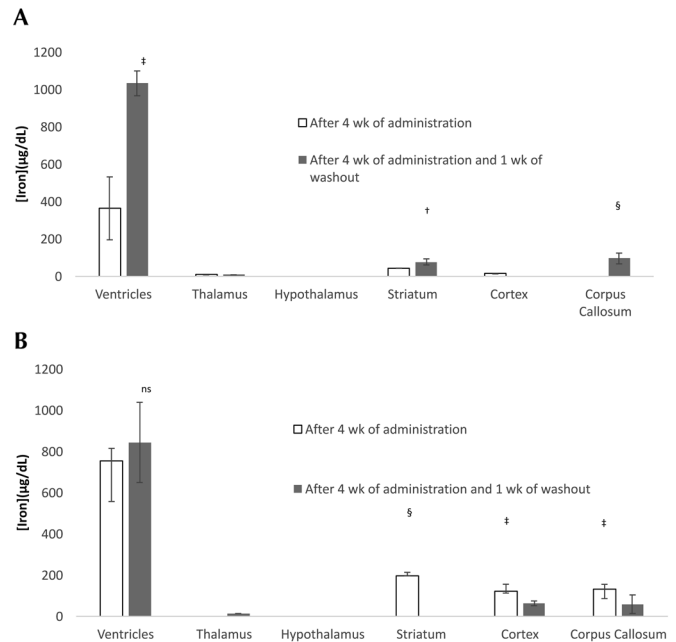 A
[Iron](µg/dL)
1200
1000
800
600
400
200
0
‡
†
§
After 4 wk of administration
After 4 wk of administration and 1 wk of
washout
Ventricles
Thalamus
Hypothalamus
Striatum
Cortex
Corpus
Callosum
B
[Iron](µg/dL)
1200
1000
800
600
400
200
0
ns
§
‡
‡
After 4 wk of administration
After 4 wk of administration and 1 wk of washout
Ventricles
Thalamus
Hypothalamus
Striatum
Cortex
Corpus Callosum